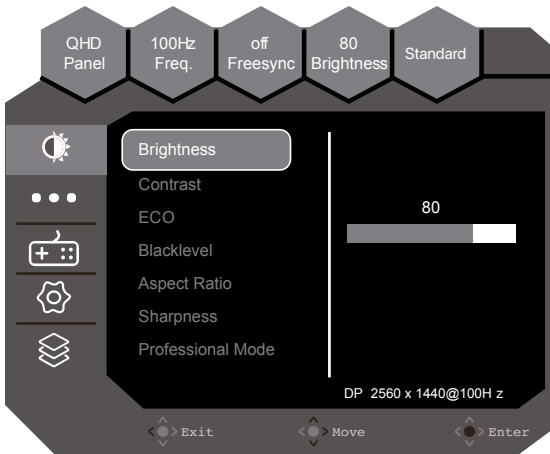 QHD
Panel
100Hz
Freq.
off
Freesync
80
Brightness
Standard
Brightness
Contrast
ECO
Blacklevel
Aspect Ratio
Sharpness
Professional Mode
80
DP 2560 x 1440@100H z
Exit
Move
Enter